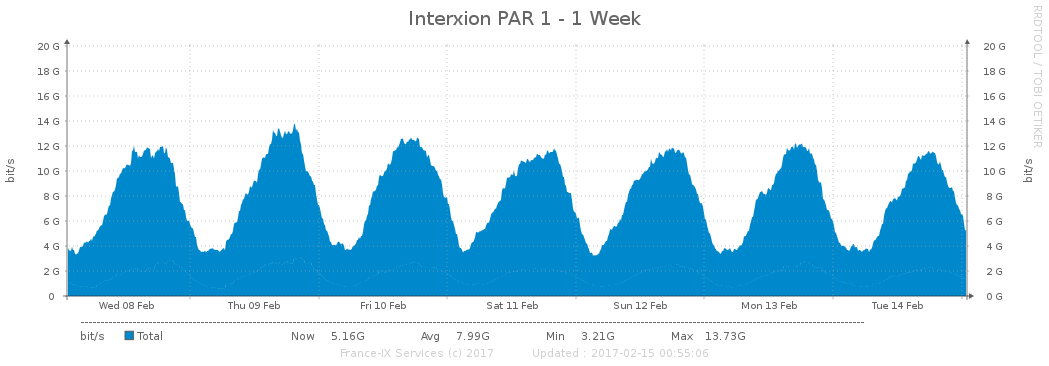 Interxion PAR 1 - 1 Week
RRDTOOL / TOBI OETIKER
20 G 20 G
18 G 18 G
16 G 16 G
14 G 14 G
12 G 12 G
10 G 10 G
8 G 8 G
6 G 6 G
4 G 4 G
2 G 2 G
0 0 G
bit/s bit/s
Wed 08 Feb Thu 09 Feb Fri 10 Feb Sat 11 Feb Sun 12 Feb Mon 13 Feb Tue 14 Feb
bit/s Total Now 5.16G Avg 7.99G Min 3.21G Max 13.73G
France-IX Services (c) 2017 Updated : 2017-02-15 00:55:06